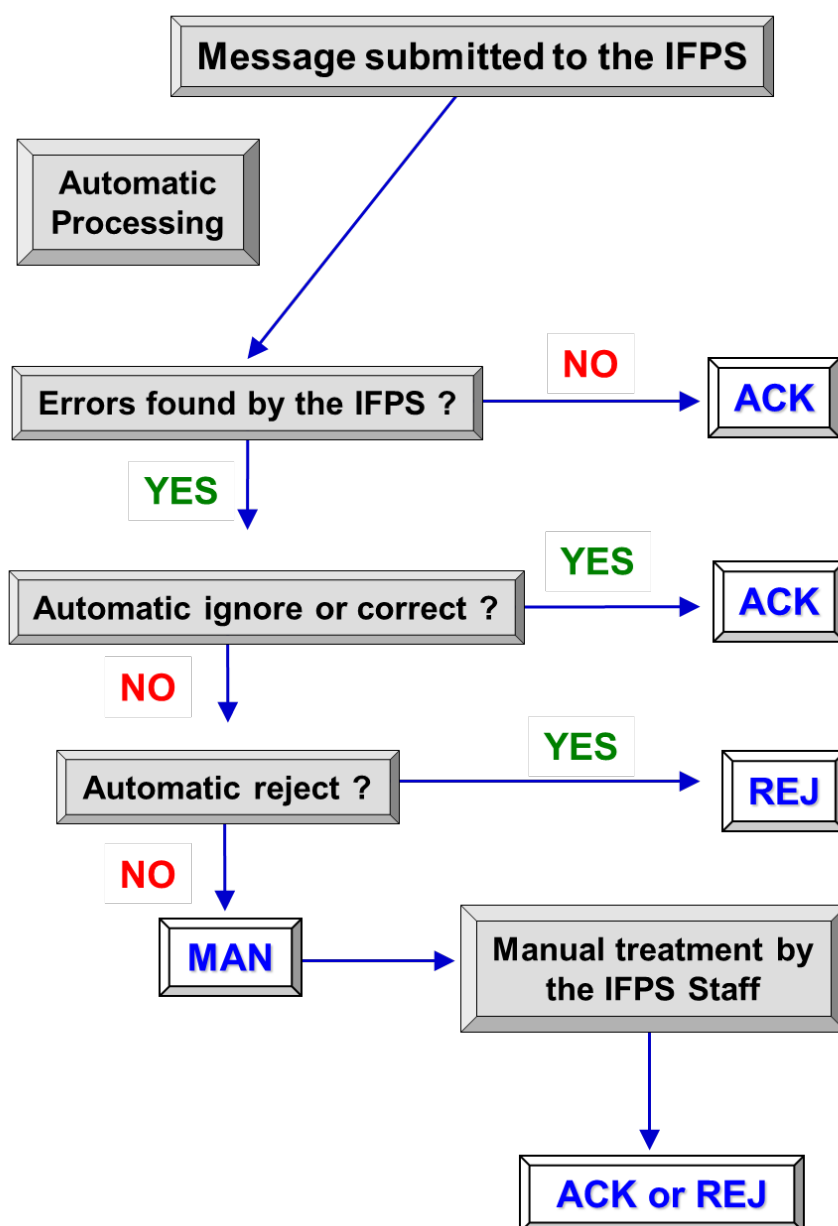 Message submitted to the IFPS
Automatic
Processing
NO
Errors found by the IFPS ?
ACK
YES
YES
Automatic ignore or correct ?
ACK
NO
YES
Automatic reject ?
REJ
NO
MAN
Manual treatment by
the IFPS Staff
ACK or REJ